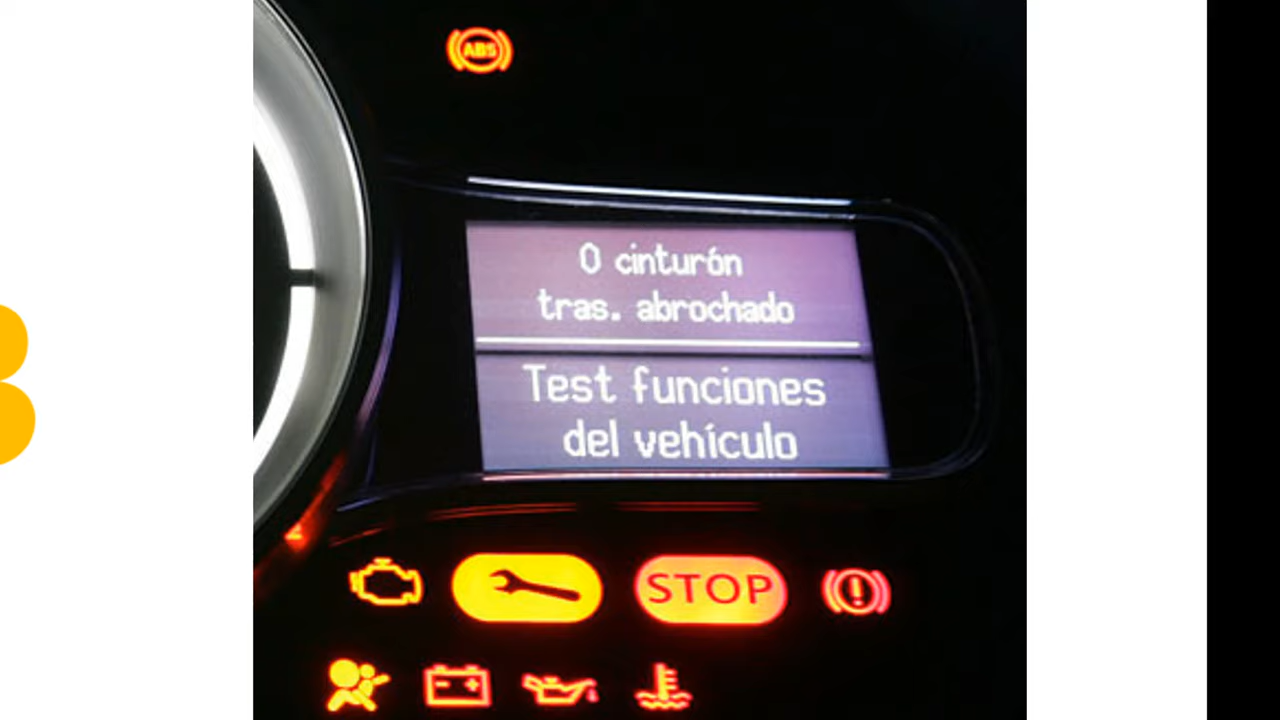 ABS
0 cinturón
tras. abrochado
Test funciones
del vehículo
STOP